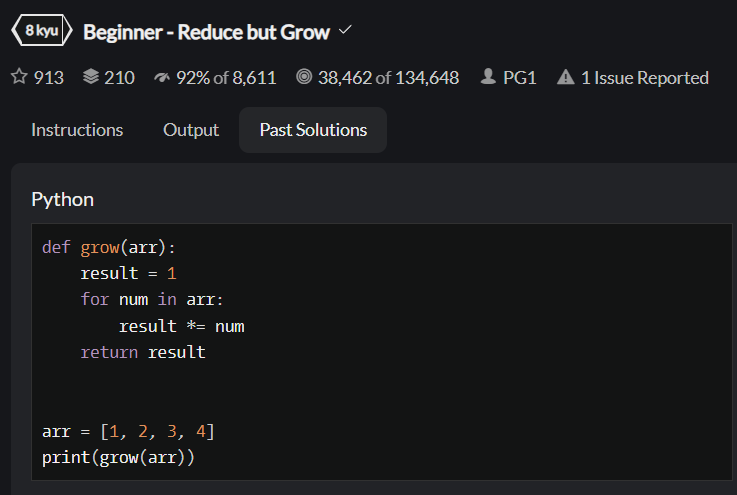 8 kyu Beginner - Reduce but Grow ✓
913 210 92% of 8,611 38,462 of 134,648 PG1 1 Issue Reported
Instructions Output Past Solutions
Python
def grow(arr):
    result = 1
    for num in arr:
        result *= num
    return result
arr = [1, 2, 3, 4]
print(grow(arr))